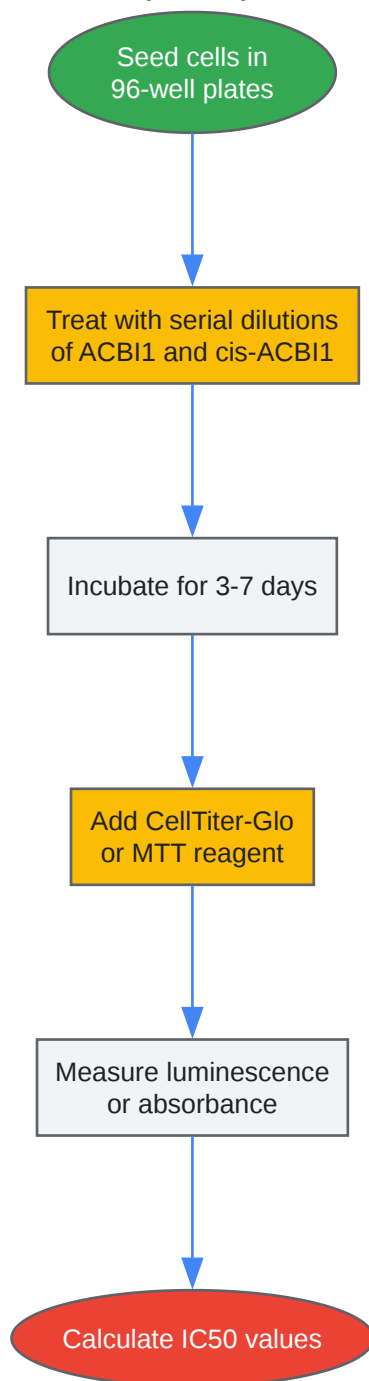 Seed cells in
96-well plates
Treat with serial dilutions
of ACBI1 and cis-ACBI1
Incubate for 3-7 days
Add CellTiter-Glo
or MTT reagent
Measure luminescence
or absorbance
Calculate IC50 values